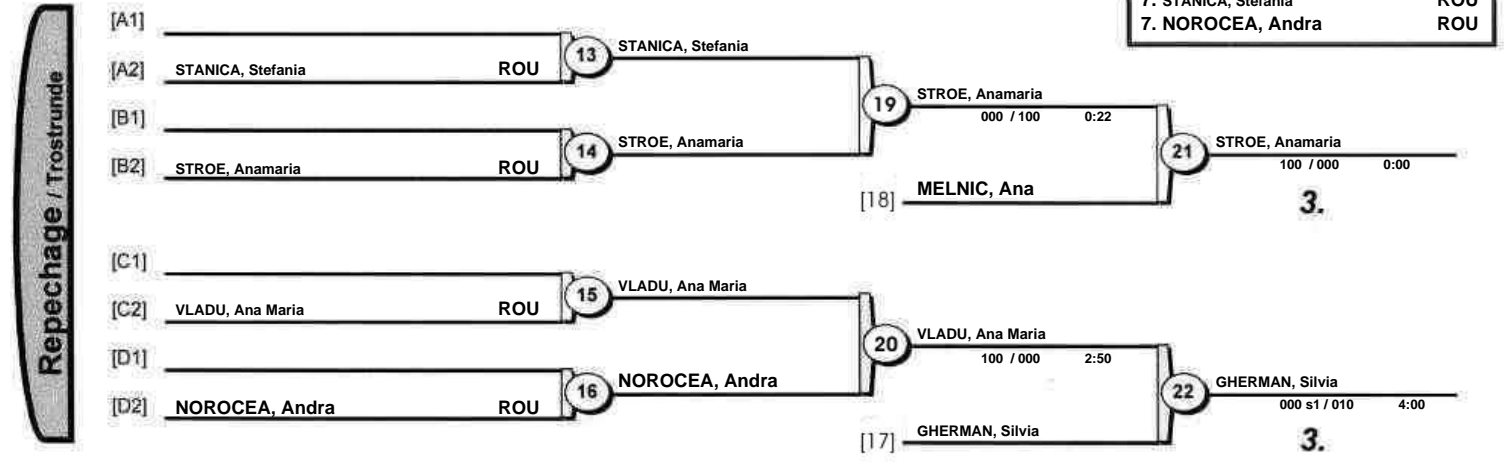 7. STANICA, Stefania ROU
7. NOROCEA, Andra ROU
Repechage / Trostrunde
[A1]
[A2] STANICA, Stefania ROU
13 STANICA, Stefania
[B1]
[B2] STROE, Anamaria ROU
14 STROE, Anamaria
19 STROE, Anamaria
000 / 100 0:22
[18] MELNIC, Ana
21 STROE, Anamaria
100 / 000 0:00
3.
[C1]
[C2] VLADU, Ana Maria ROU
15 VLADU, Ana Maria
[D1]
[D2] NOROCEA, Andra ROU
16 NOROCEA, Andra
20 VLADU, Ana Maria
100 / 000 2:50
[17] GHERMAN, Silvia
22 GHERMAN, Silvia
000 s1 / 010 4:00
3.